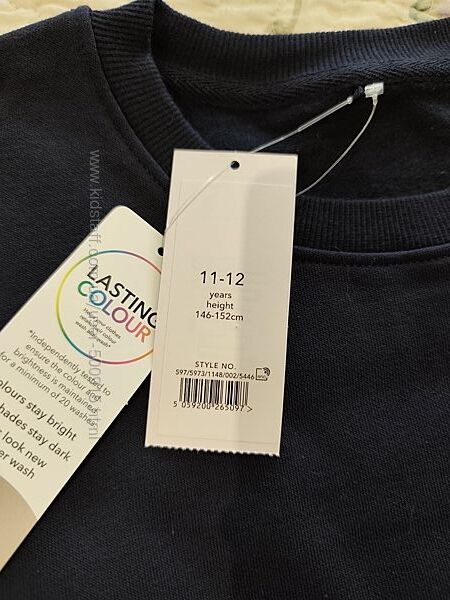 11-12
years
height
146-152cm
STYLE NO.
597/5973/1148/002/5446
5 059200 265097 >
LASTING
COLOUR
*Independently tested to
ensure the colour and
brightness is maintained
for a minimum of 20 washes
olours stay bright
hades stay dark
look new
er wash
www.kidstaff.com